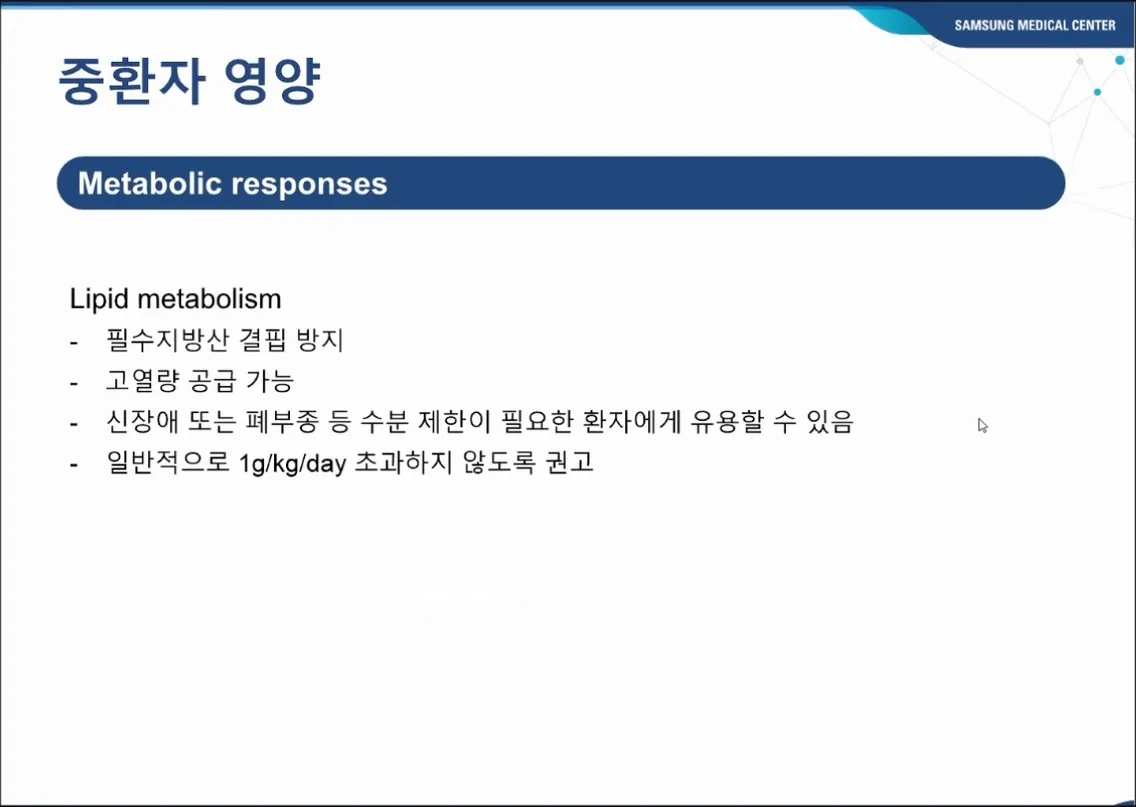 SAMSUNG MEDICAL CENTER
중환자 영양
Metabolic responses
Lipid metabolism
- 필수지방산 결핍 방지
- 고열량 공급 가능
- 신장애 또는 폐부종 등 수분 제한이 필요한 환자에게 유용할 수 있음
- 일반적으로 1g/kg/day 초과하지 않도록 권고